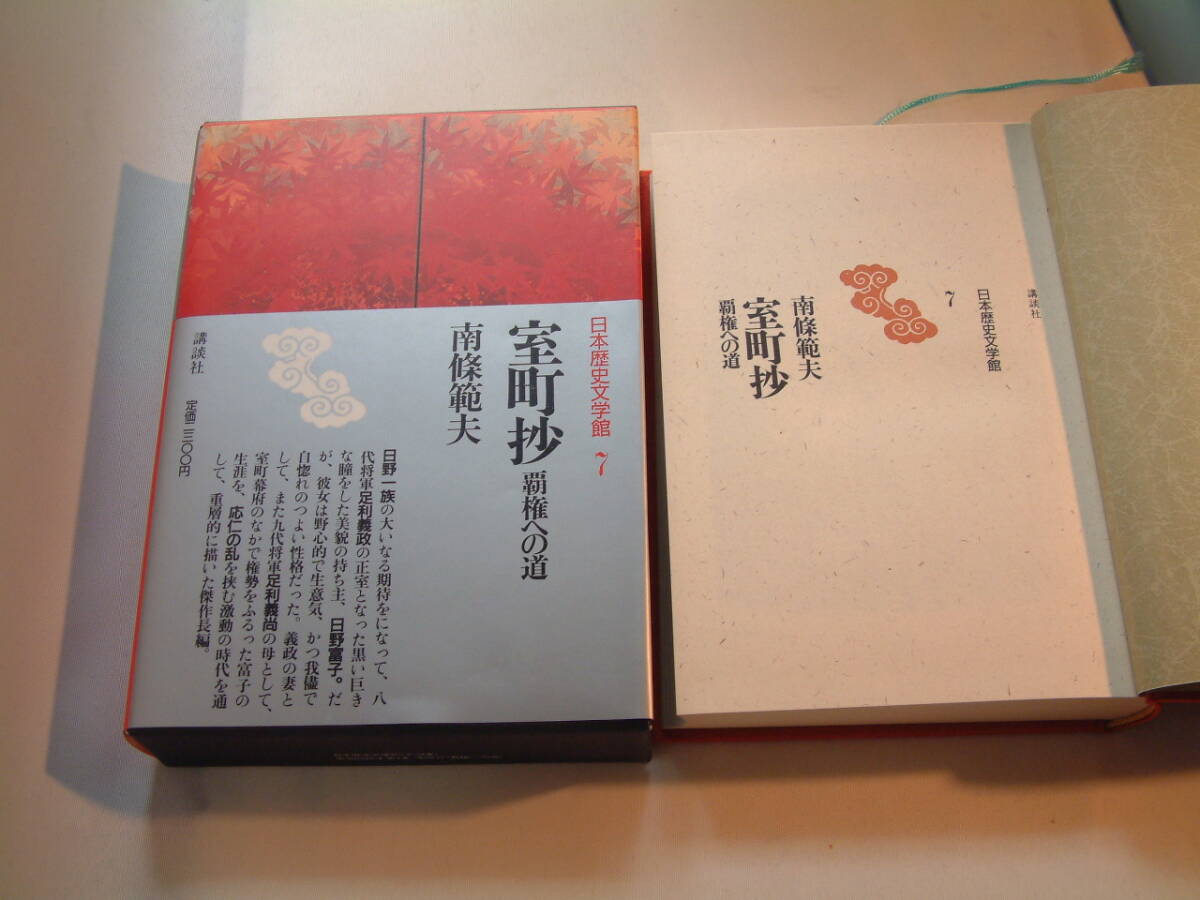 日本歴史文学館 7
室町抄 覇権への道
南條範夫
日野一族の大いなる期待をになって、八
代将軍足利義政の正室となった黒い巨き
な瞳をした美貌の持ち主、日野富子。だ
が、彼女は野心的で生意気、かつ我儘で
自惚れのつよい性格だった。義政の妻と
して、また九代将軍足利義尚の母として、
室町幕府のなかで権勢をふるった富子の
生涯を、応仁の乱を挟む激動の時代を通
して、重層的に描いた傑作長編。
講談社
定価二三〇〇円
講談社
日本歴史文学館
7
南條範夫
室町抄
覇権への道